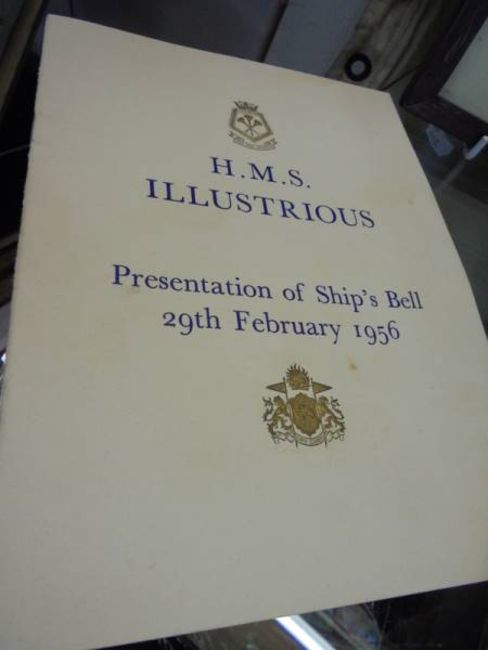 H.M.S.
ILLUSTRIOUS
Presentation of Ship's Bell
29th February 1956